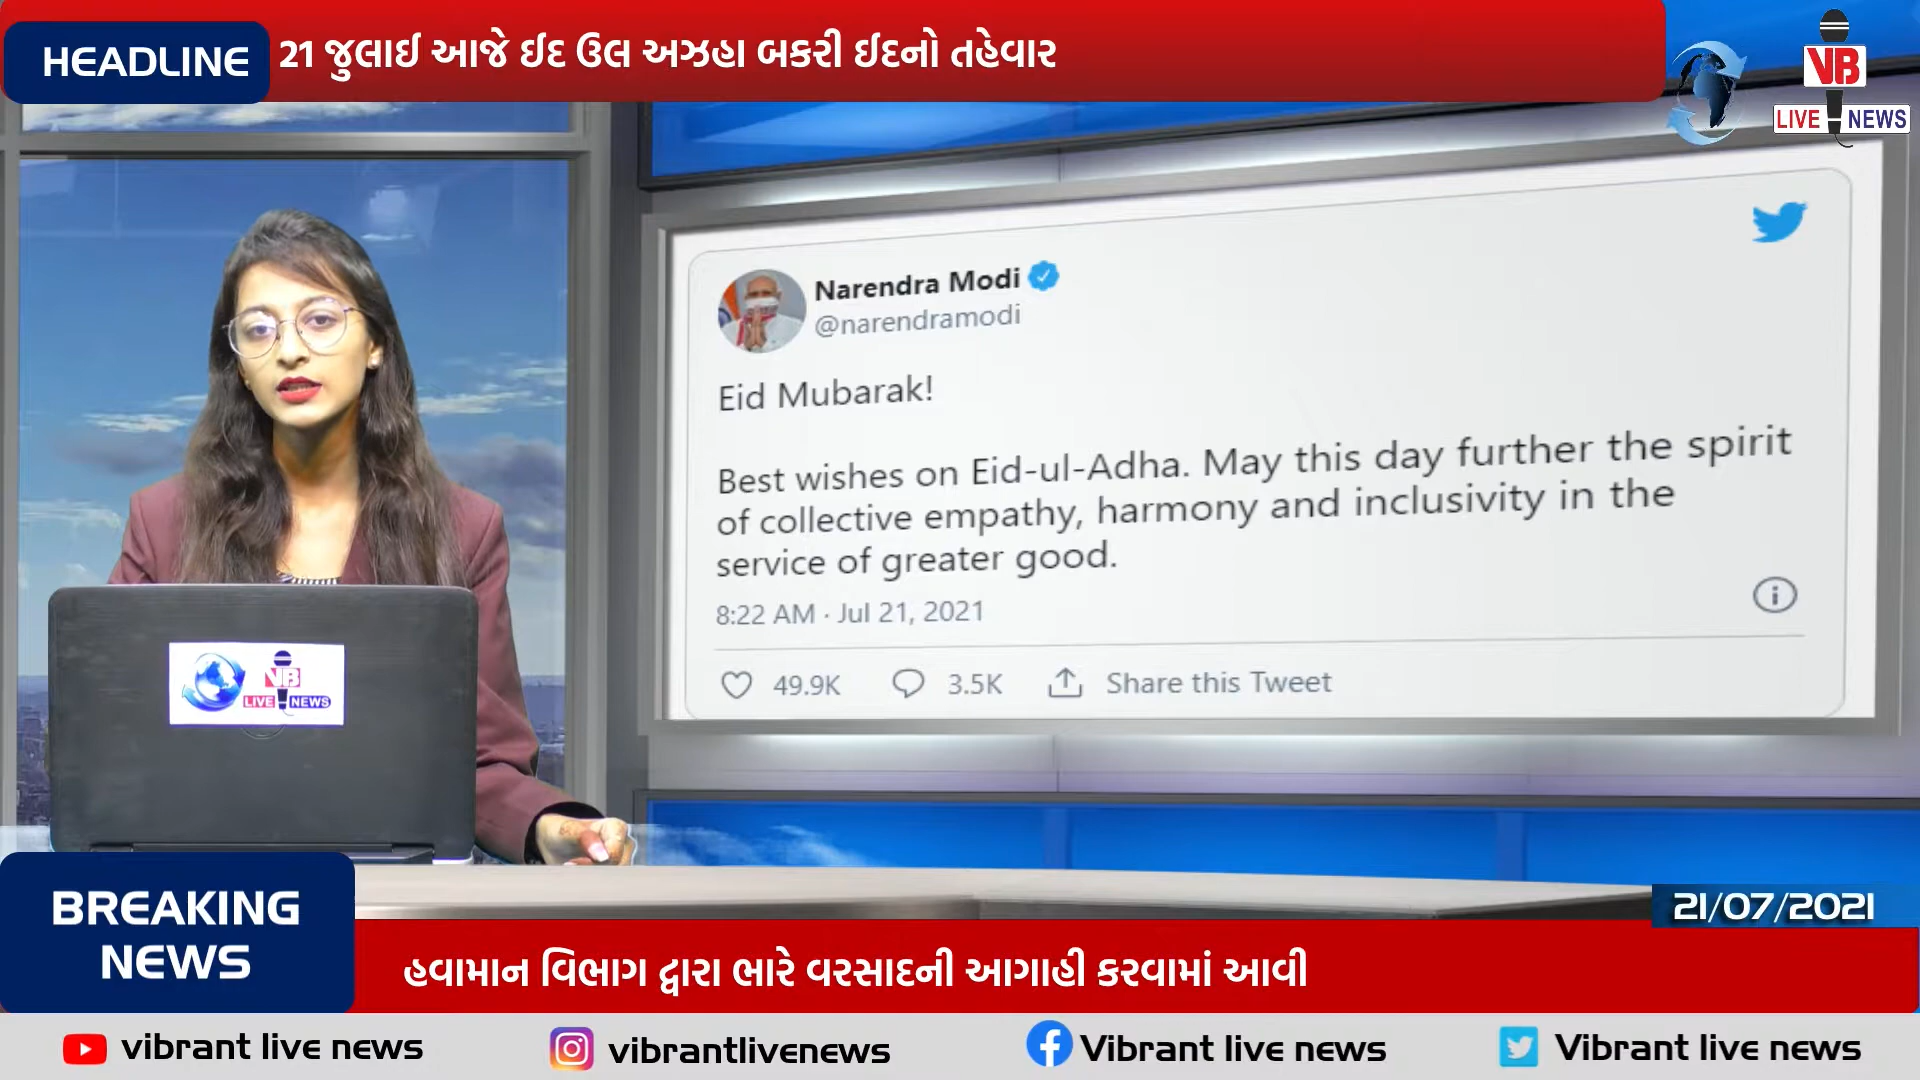 HEADLINE
21 જુલાઈ આજે ઈદ ઉલ અઝહા બકરી ઈદનો તહેવાર
VB
LIVE NEWS
Narendra Modi
@narendramodi
Eid Mubarak!
Best wishes on Eid-ul-Adha. May this day further the spirit
of collective empathy, harmony and inclusivity in the
service of greater good.
8:22 AM · Jul 21, 2021
49.9K 3.5K Share this Tweet
VB
LIVE NEWS
BREAKING
NEWS
21/07/2021
હવામાન વિભાગ દ્વારા ભારે વરસાદની આગાહી કરવામાં આવી
vibrant live news
vibrantlivenews
Vibrant live news
Vibrant live news